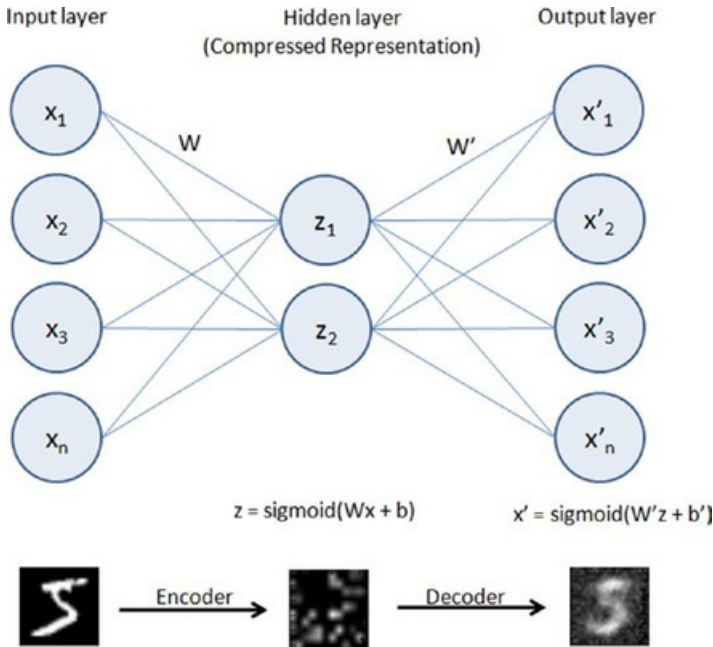 Input layer
Hidden layer
(Compressed Representation)
Output layer
W
W'
x1
x2
x3
xn
z1
z2
x'1
x'2
x'3
x'n
z = sigmoid(Wx + b)
x' = sigmoid(W'z + b')
Encoder
Decoder